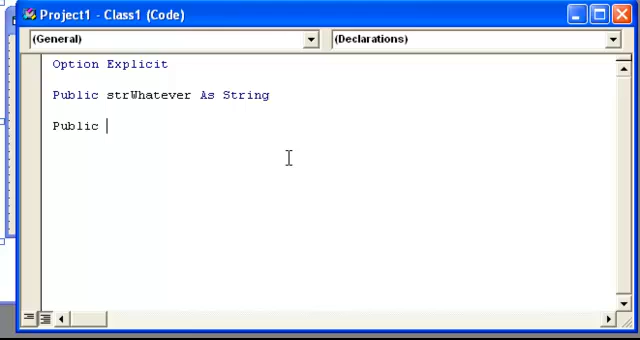 Project1 - Class1 (Code)
(General) (Declarations)
Option Explicit
Public strWhatever As String
Public